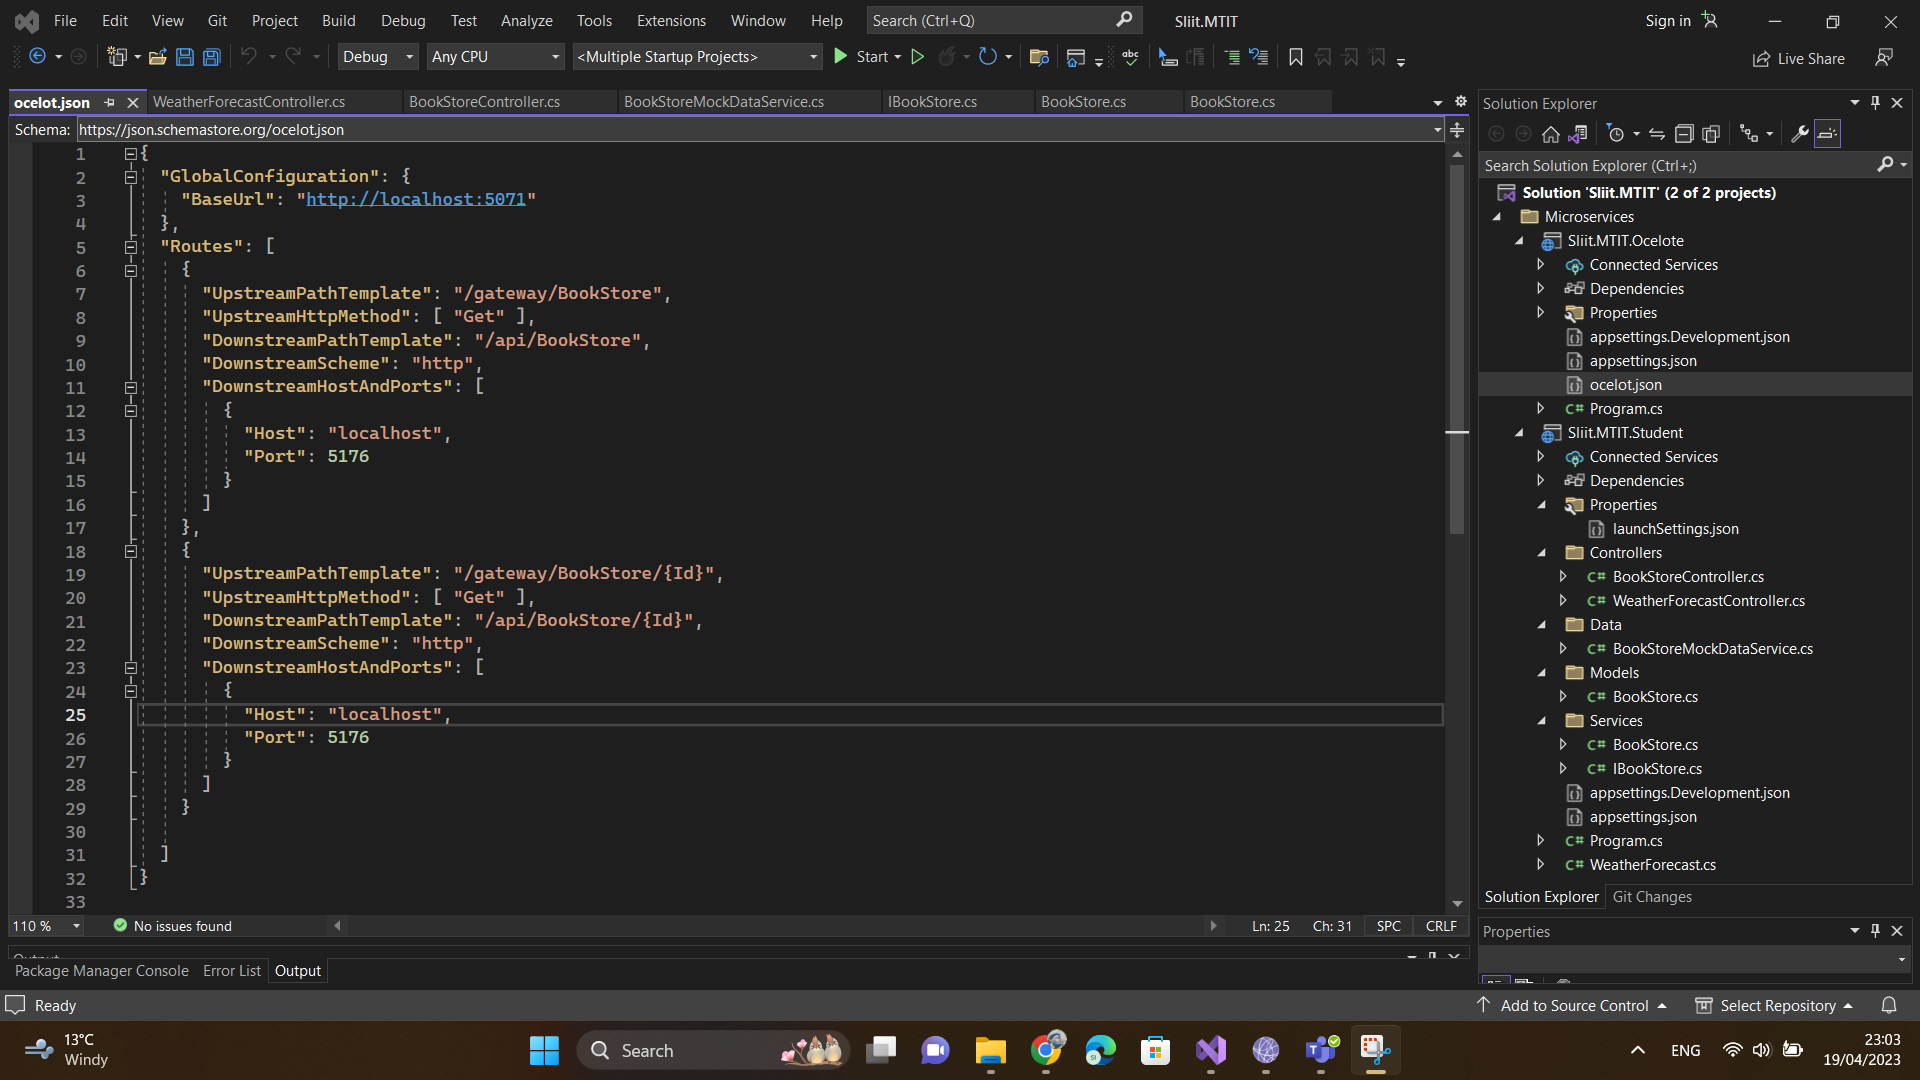 File Edit View Git Project Build Debug Test Analyze Tools Extensions Window Help Search (Ctrl+Q) Sliit.MTIT Sign in
Debug Any CPU <Multiple Startup Projects> Start Live Share
ocelot.json WeatherForecastController.cs BookStoreController.cs BookStoreMockDataService.cs IBookStore.cs BookStore.cs BookStore.cs
Schema: https://json.schemastore.org/ocelot.json
1 {
2 "GlobalConfiguration": {
3 "BaseUrl": "http://localhost:5071"
4 },
5 "Routes": [
6 {
7 "UpstreamPathTemplate": "/gateway/BookStore",
8 "UpstreamHttpMethod": [ "Get" ],
9 "DownstreamPathTemplate": "/api/BookStore",
10 "DownstreamScheme": "http",
11 "DownstreamHostAndPorts": [
12 {
13 "Host": "localhost",
14 "Port": 5176
15 }
16 ]
17 },
18 {
19 "UpstreamPathTemplate": "/gateway/BookStore/{Id}",
20 "UpstreamHttpMethod": [ "Get" ],
21 "DownstreamPathTemplate": "/api/BookStore/{Id}",
22 "DownstreamScheme": "http",
23 "DownstreamHostAndPorts": [
24 {
25 "Host": "localhost",
26 "Port": 5176
27 }
28 ]
29 }
30
31 ]
32 }
33
110 % No issues found Ln: 25 Ch: 31 SPC CRLF
Output
Package Manager Console Error List Output
Solution Explorer
Search Solution Explorer (Ctrl+;)
Solution 'Sliit.MTIT' (2 of 2 projects)
Microservices
Sliit.MTIT.Ocelote
Connected Services
Dependencies
Properties
appsettings.Development.json
appsettings.json
ocelot.json
C# Program.cs
Sliit.MTIT.Student
Connected Services
Dependencies
Properties
launchSettings.json
Controllers
C# BookStoreController.cs
C# WeatherForecastController.cs
Data
C# BookStoreMockDataService.cs
Models
C# BookStore.cs
Services
C# BookStore.cs
C# IBookStore.cs
appsettings.Development.json
appsettings.json
C# Program.cs
C# WeatherForecast.cs
Solution Explorer Git Changes
Properties
Ready Add to Source Control Select Repository
13°C
Windy
Search
ENG
23:03
19/04/2023